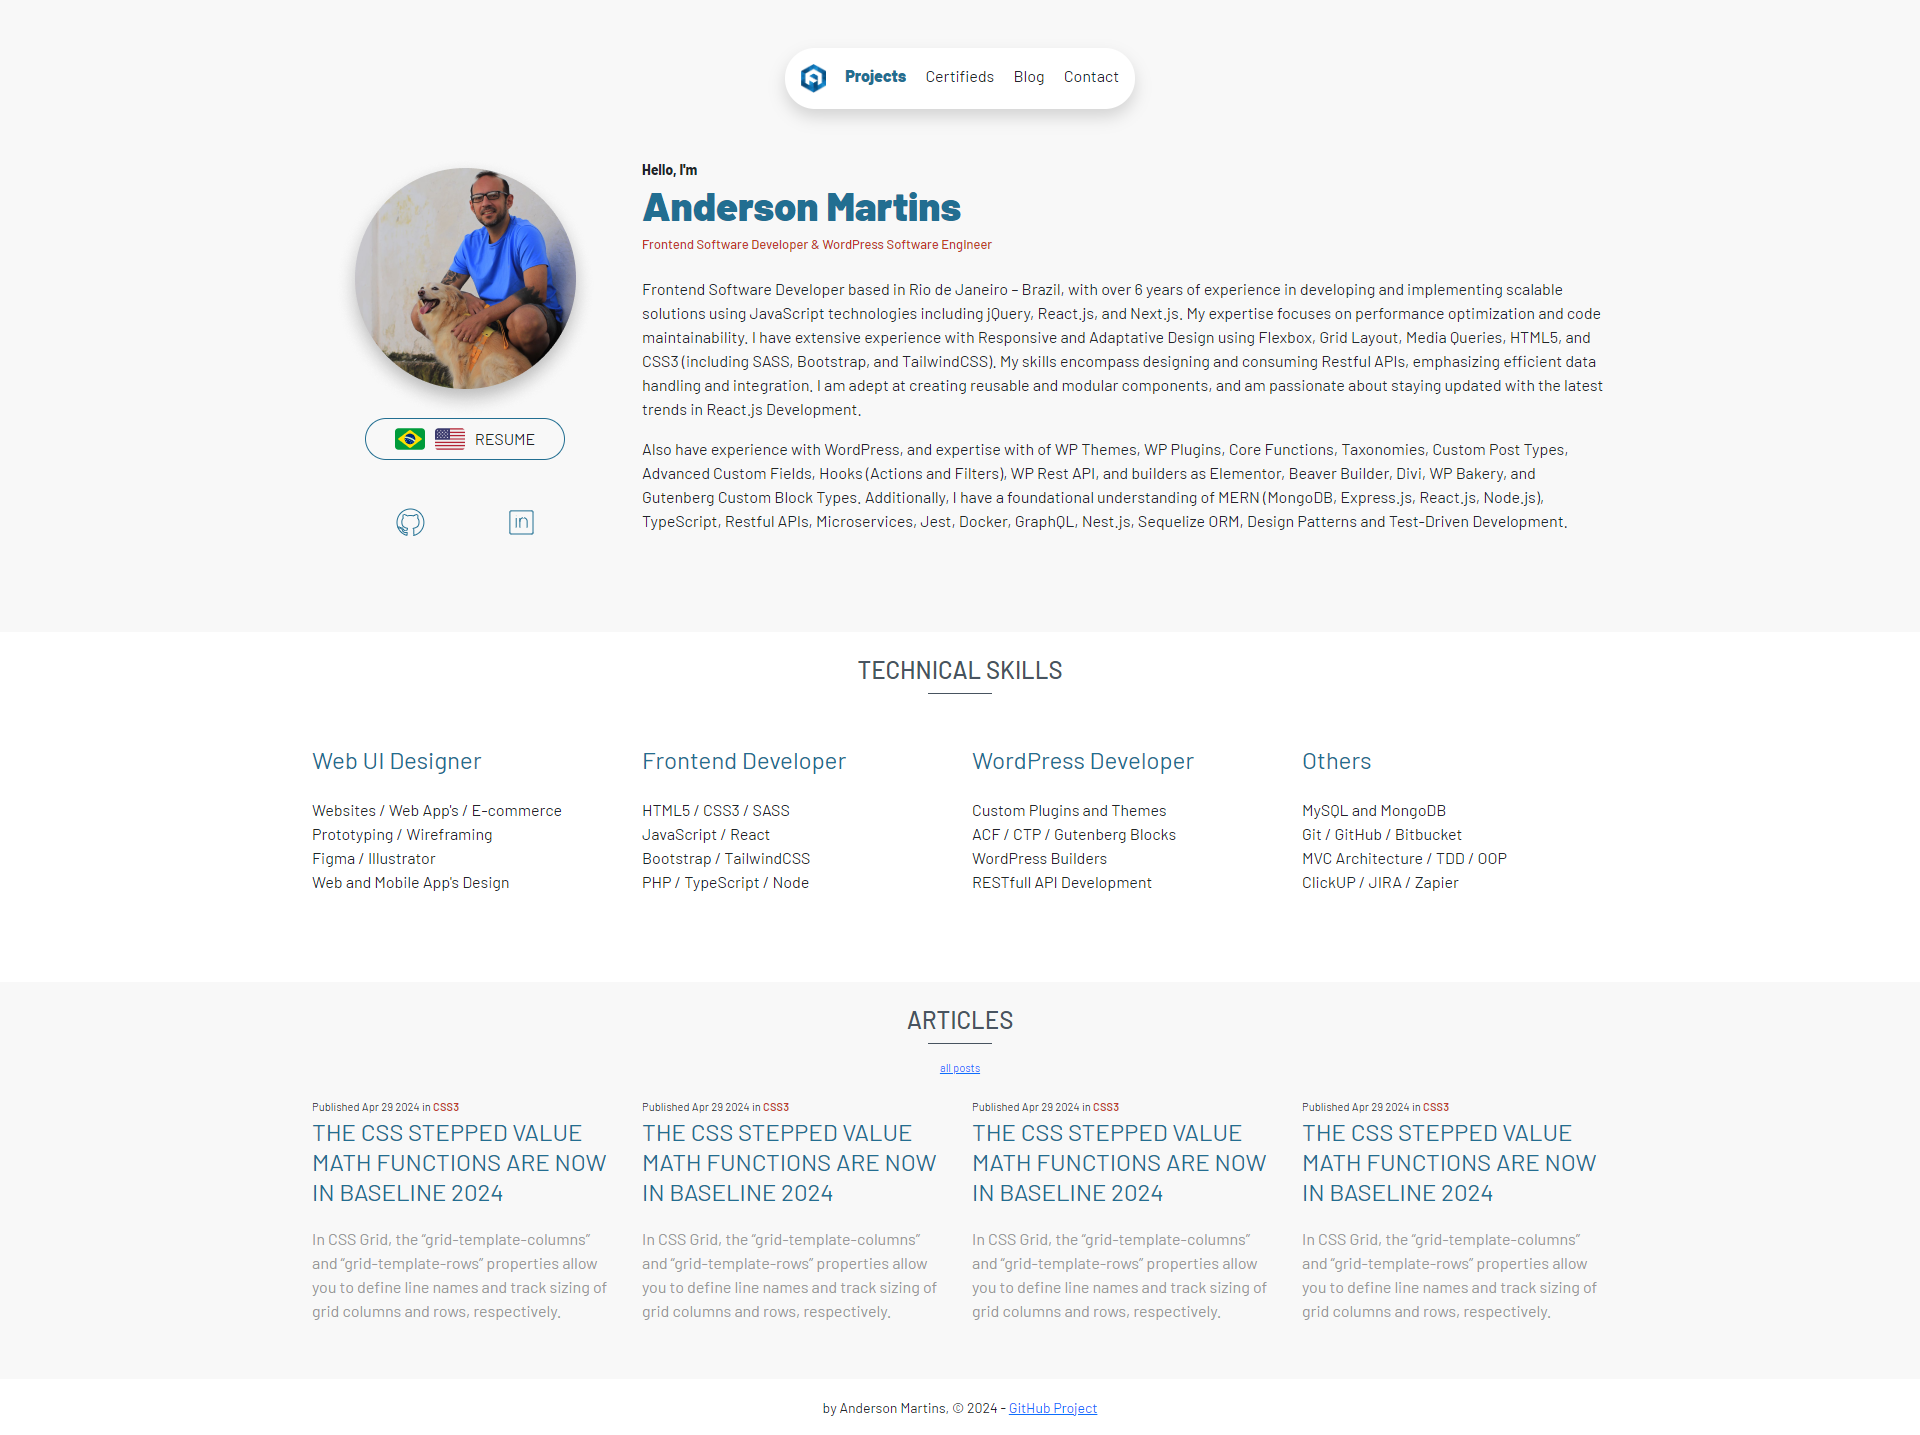 Projects Certifieds Blog Contact
Hello, I'm
Anderson Martins
Frontend Software Developer & WordPress Software Engineer
Frontend Software Developer based in Rio de Janeiro – Brazil, with over 6 years of experience in developing and implementing scalable
solutions using JavaScript technologies including jQuery, React.js, and Next.js. My expertise focuses on performance optimization and code
maintainability. I have extensive experience with Responsive and Adaptative Design using Flexbox, Grid Layout, Media Queries, HTML5, and
CSS3 (including SASS, Bootstrap, and TailwindCSS). My skills encompass designing and consuming Restful APIs, emphasizing efficient data
handling and integration. I am adept at creating reusable and modular components, and am passionate about staying updated with the latest
trends in React.js Development.
Also have experience with WordPress, and expertise with of WP Themes, WP Plugins, Core Functions, Taxonomies, Custom Post Types,
Advanced Custom Fields, Hooks (Actions and Filters), WP Rest API, and builders as Elementor, Beaver Builder, Divi, WP Bakery, and
Gutenberg Custom Block Types. Additionally, I have a foundational understanding of MERN (MongoDB, Express.js, React.js, Node.js),
TypeScript, Restful APIs, Microservices, Jest, Docker, GraphQL, Nest.js, Sequelize ORM, Design Patterns and Test-Driven Development.
RESUME
in
TECHNICAL SKILLS
Web UI Designer
Websites / Web App's / E-commerce
Prototyping / Wireframing
Figma / Illustrator
Web and Mobile App's Design
Frontend Developer
HTML5 / CSS3 / SASS
JavaScript / React
Bootstrap / TailwindCSS
PHP / TypeScript / Node
WordPress Developer
Custom Plugins and Themes
ACF / CTP / Gutenberg Blocks
WordPress Builders
RESTfull API Development
Others
MySQL and MongoDB
Git / GitHub / Bitbucket
MVC Architecture / TDD / OOP
ClickUP / JIRA / Zapier
ARTICLES
all posts
Published Apr 29 2024 in CSS3
THE CSS STEPPED VALUE
MATH FUNCTIONS ARE NOW
IN BASELINE 2024
In CSS Grid, the “grid-template-columns”
and “grid-template-rows” properties allow
you to define line names and track sizing of
grid columns and rows, respectively.
Published Apr 29 2024 in CSS3
THE CSS STEPPED VALUE
MATH FUNCTIONS ARE NOW
IN BASELINE 2024
In CSS Grid, the “grid-template-columns”
and “grid-template-rows” properties allow
you to define line names and track sizing of
grid columns and rows, respectively.
Published Apr 29 2024 in CSS3
THE CSS STEPPED VALUE
MATH FUNCTIONS ARE NOW
IN BASELINE 2024
In CSS Grid, the “grid-template-columns”
and “grid-template-rows” properties allow
you to define line names and track sizing of
grid columns and rows, respectively.
Published Apr 29 2024 in CSS3
THE CSS STEPPED VALUE
MATH FUNCTIONS ARE NOW
IN BASELINE 2024
In CSS Grid, the “grid-template-columns”
and “grid-template-rows” properties allow
you to define line names and track sizing of
grid columns and rows, respectively.
by Anderson Martins, © 2024 - GitHub Project